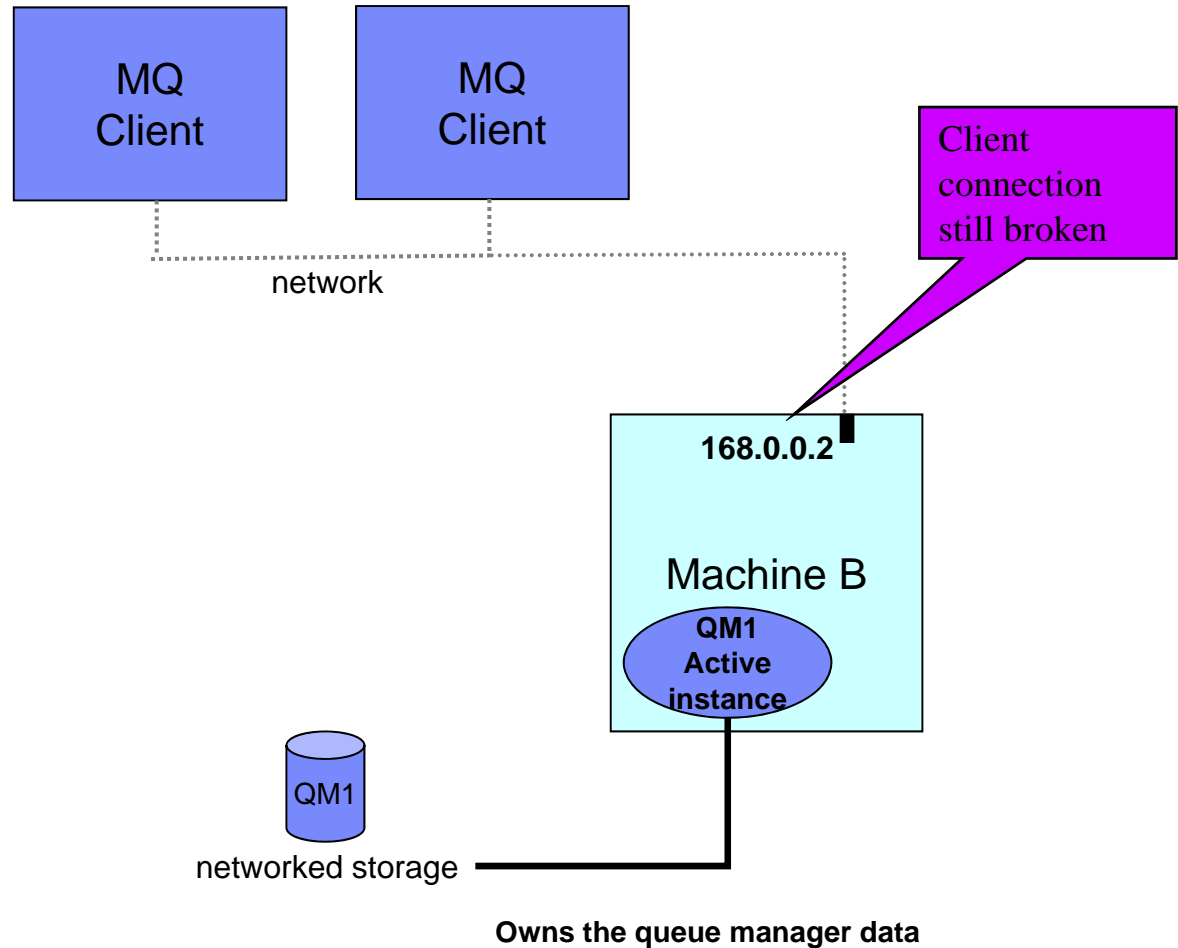 MQ
Client
MQ
Client
Client
connection
still broken
network
168.0.0.2
Machine B
QM1
Active
instance
QM1
networked storage
Owns the queue manager data